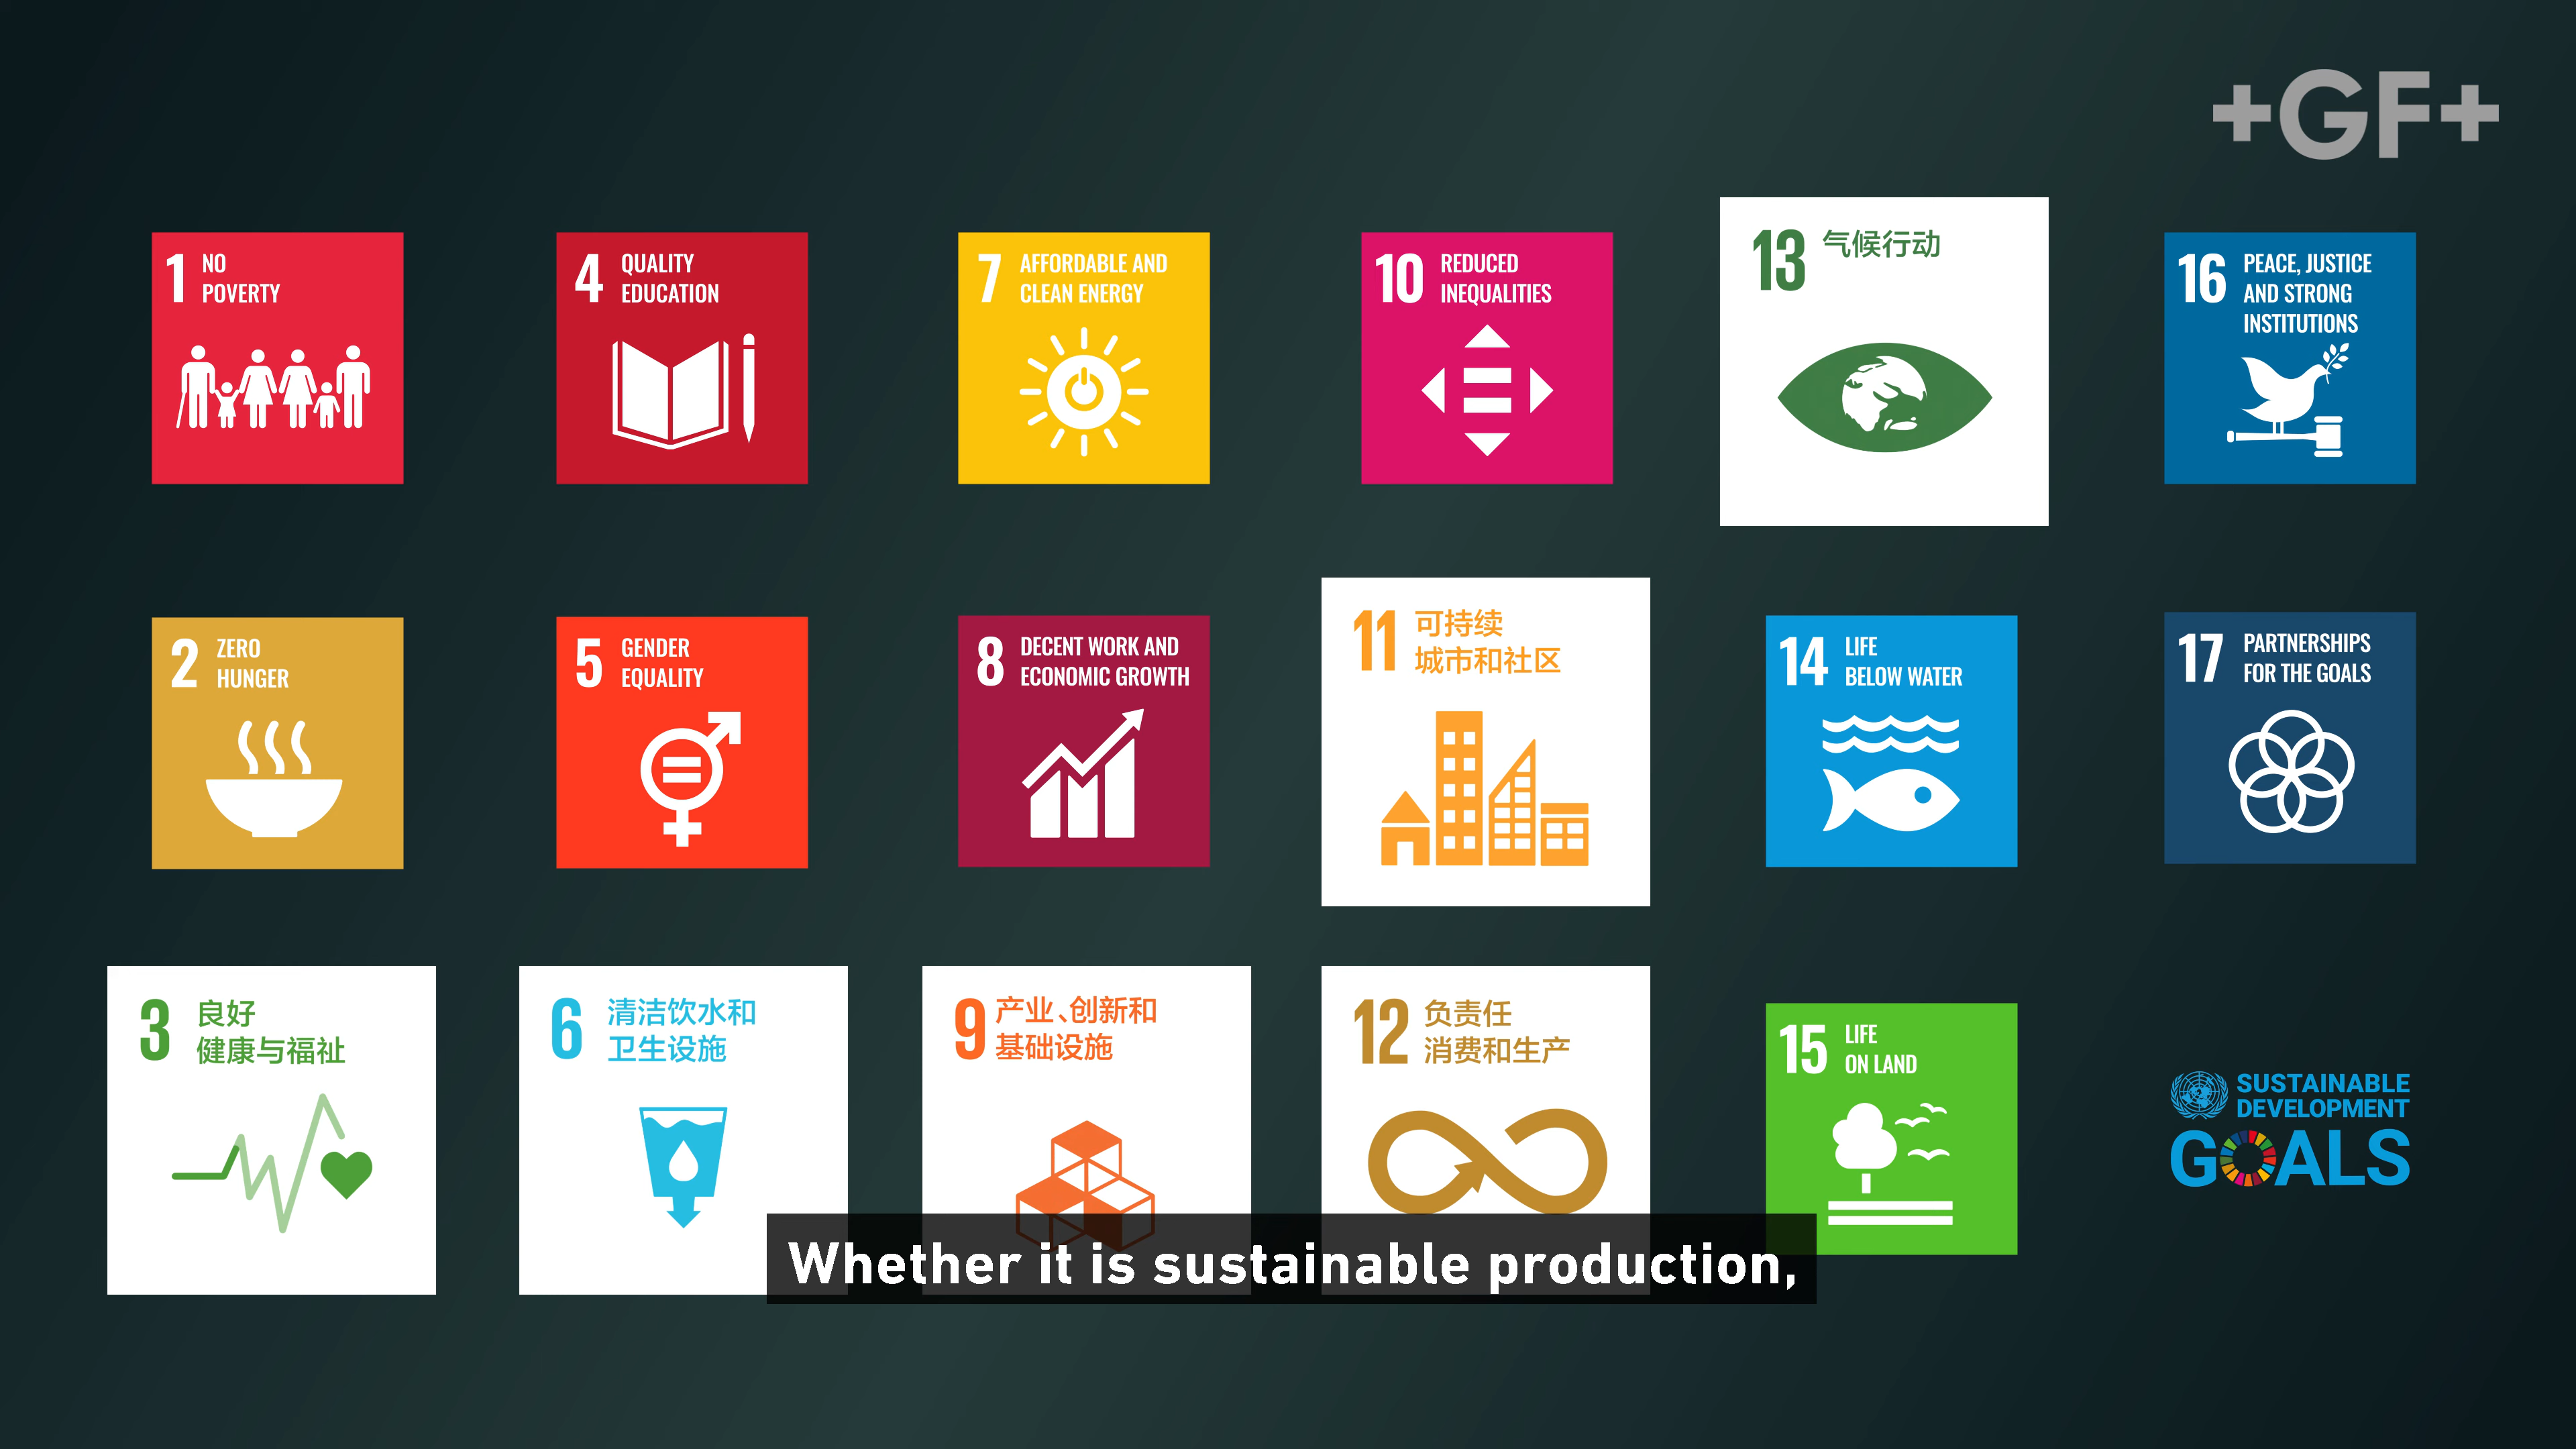 +GF+
1 NO
POVERTY
4 QUALITY
EDUCATION
7 AFFORDABLE AND
CLEAN ENERGY
10 REDUCED
INEQUALITIES
13 气候行动
16 PEACE, JUSTICE
AND STRONG
INSTITUTIONS
2 ZERO
HUNGER
5 GENDER
EQUALITY
8 DECENT WORK AND
ECONOMIC GROWTH
11 可持续
城市和社区
14 LIFE
BELOW WATER
17 PARTNERSHIPS
FOR THE GOALS
3 良好
健康与福祉
6 清洁饮水和
卫生设施
9 产业、创新和
基础设施
12 负责任
消费和生产
15 LIFE
ON LAND
SUSTAINABLE
DEVELOPMENT
GOALS
Whether it is sustainable production,